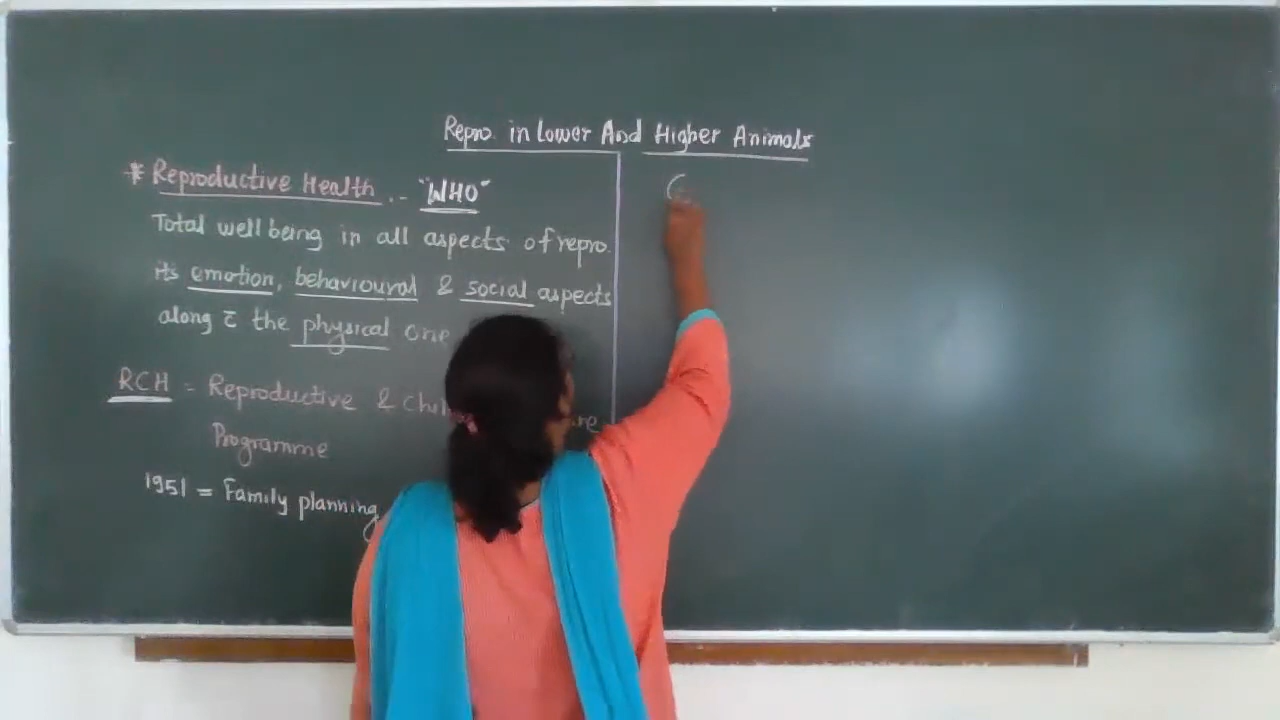 Repro. in Lower And Higher Animals
* Reproductive Health .. "WHO"
Total well being in all aspects of repro.
its emotion, behavioural & social aspects
along c̄ the physical one
RCH = Reproductive &
Programme
1951 = Family planning